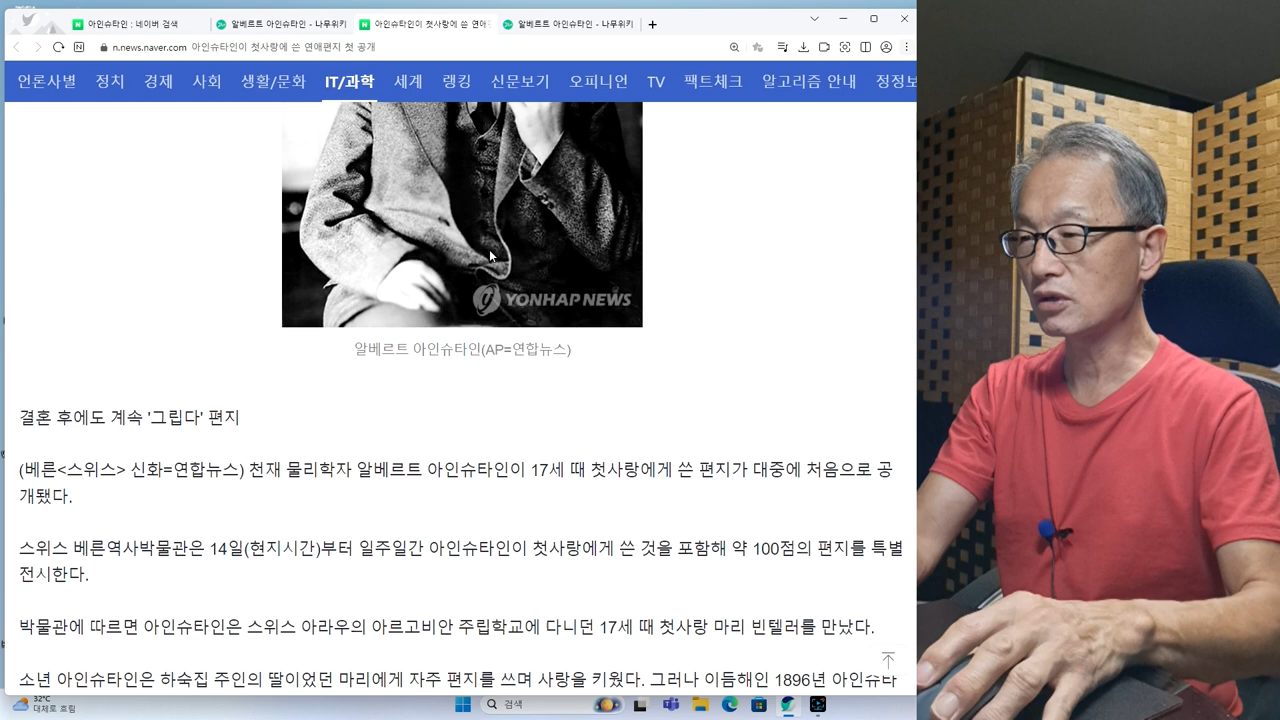 아인슈타인 : 네이버 검색
알베르트 아인슈타인 - 나무위키
아인슈타인이 첫사랑에 쓴 연애
알베르트 아인슈타인 - 나무위키
n.news.naver.com 아인슈타인이 첫사랑에 쓴 연애편지 첫 공개
언론사별 정치 경제 사회 생활/문화 IT/과학 세계 랭킹 신문보기 오피니언 TV 팩트체크 알고리즘 안내 정정보
YONHAP NEWS
알베르트 아인슈타인(AP=연합뉴스)
결혼 후에도 계속 '그립다' 편지
(베른<스위스> 신화=연합뉴스) 천재 물리학자 알베르트 아인슈타인이 17세 때 첫사랑에게 쓴 편지가 대중에 처음으로 공
개됐다.
스위스 베른역사박물관은 14일(현지시간)부터 일주일간 아인슈타인이 첫사랑에게 쓴 것을 포함해 약 100점의 편지를 특별
전시한다.
박물관에 따르면 아인슈타인은 스위스 아라우의 아르고비안 주립학교에 다니던 17세 때 첫사랑 마리 빈텔러를 만났다.
소년 아인슈타인은 하숙집 주인의 딸이었던 마리에게 자주 편지를 쓰며 사랑을 키웠다. 그러나 이듬해인 1896년 아인슈타
32°C
대체로 흐림
검색